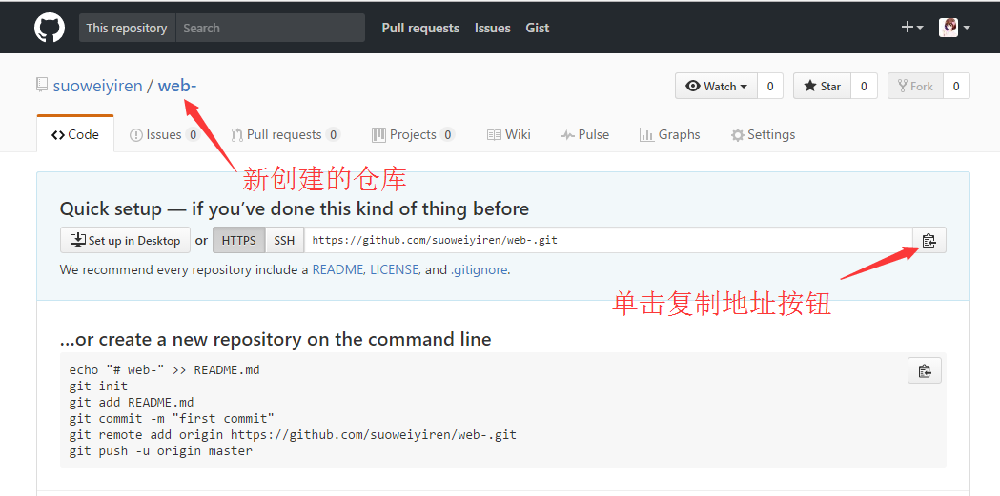 This repository Search Pull requests Issues Gist
suoweiyiren / web-
Watch 0 Star 0 Fork 0
Code Issues 0 Pull requests 0 Projects 0 Wiki Pulse Graphs Settings
新创建的仓库
Quick setup — if you’ve done this kind of thing before
Set up in Desktop or HTTPS SSH https://github.com/suoweiyiren/web-.git
We recommend every repository include a README, LICENSE, and .gitignore.
单击复制地址按钮
…or create a new repository on the command line
echo "# web-" >> README.md
git init
git add README.md
git commit -m "first commit"
git remote add origin https://github.com/suoweiyiren/web-.git
git push -u origin master